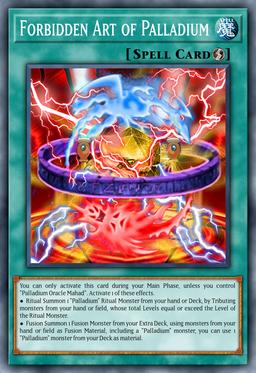 Forbidden Art of Palladium
[Spell Card]
You can only activate this card during your Main Phase, unless you control
"Palladium Oracle Mahad". Activate 1 of these effects.
● Ritual Summon 1 "Palladium" Ritual Monster from your hand or Deck, by Tributing
monsters from your hand or field, whose total Levels equal or exceed the Level of
the Ritual Monster.
● Fusion Summon 1 Fusion Monster from your Extra Deck, using monsters from your
hand or field as Fusion Material, including a "Palladium" monster, you can use 1
"Palladium" monster from your Deck as material.